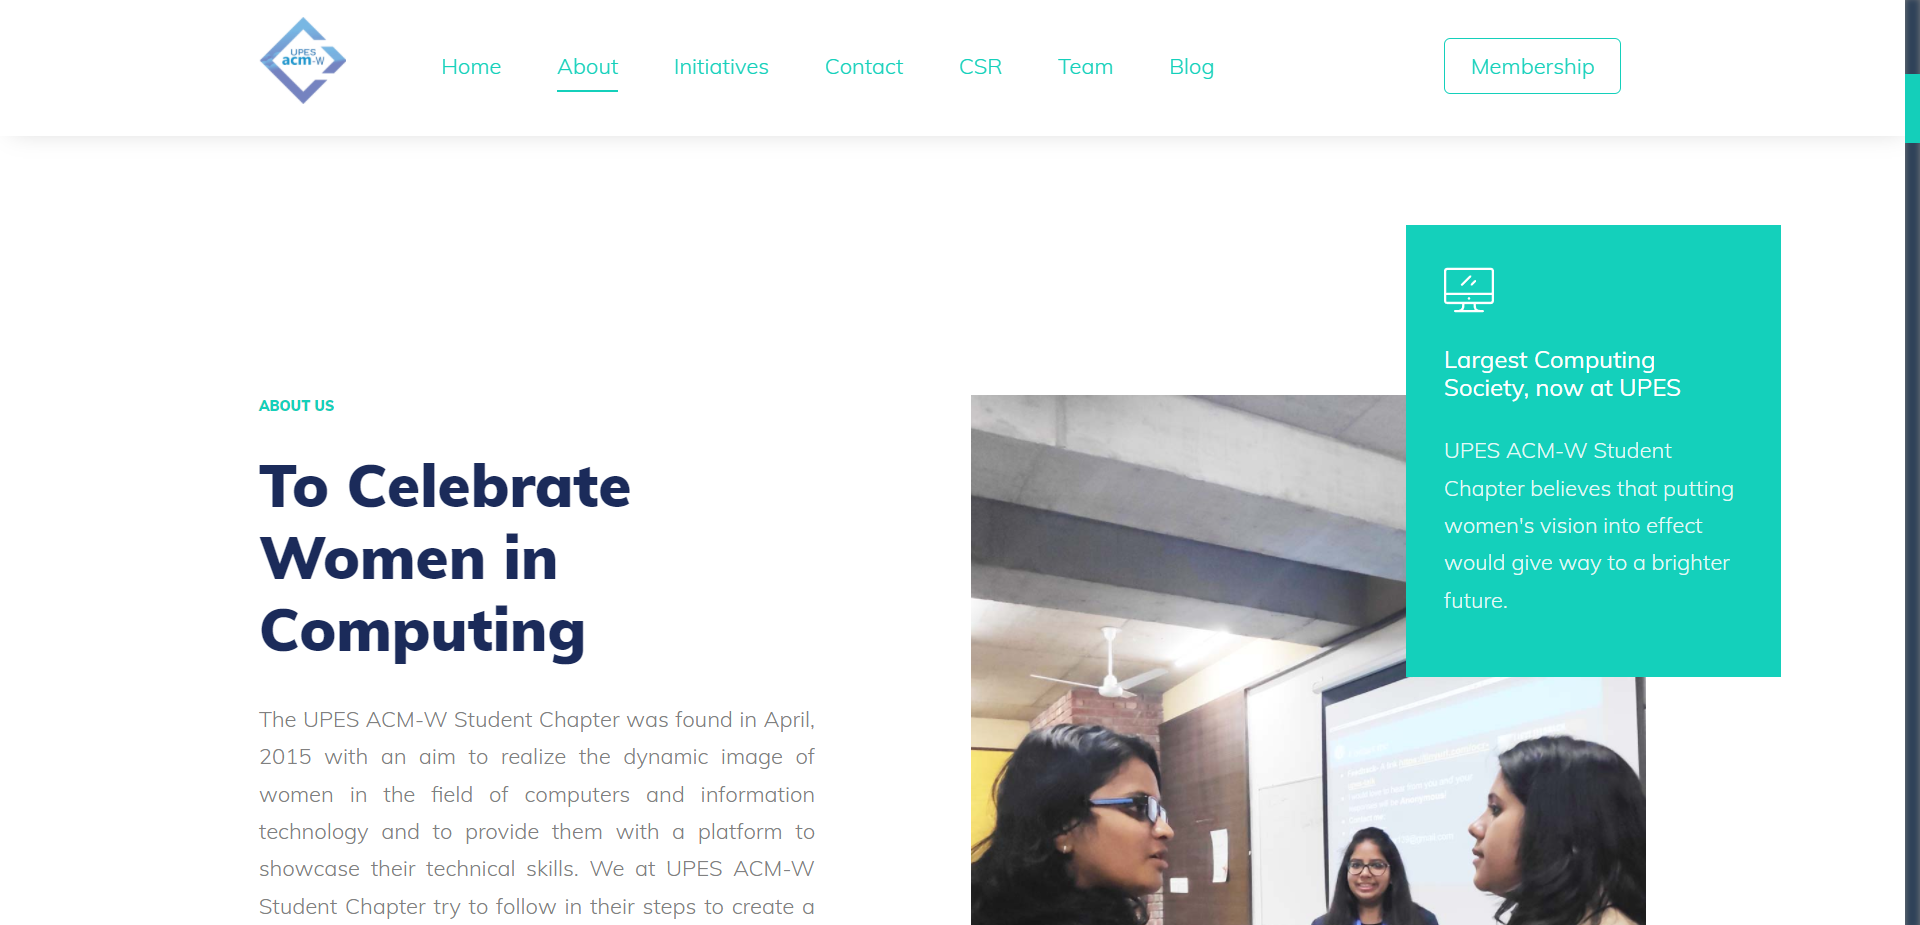 UPES
acm-W
Home
About
Initiatives
Contact
CSR
Team
Blog
Membership
Largest Computing
Society, now at UPES
UPES ACM-W Student
Chapter believes that putting
women's vision into effect
would give way to a brighter
future.
ABOUT US
To Celebrate
Women in
Computing
The UPES ACM-W Student Chapter was found in April,
2015 with an aim to realize the dynamic image of
women in the field of computers and information
technology and to provide them with a platform to
showcase their technical skills. We at UPES ACM-W
Student Chapter try to follow in their steps to create a